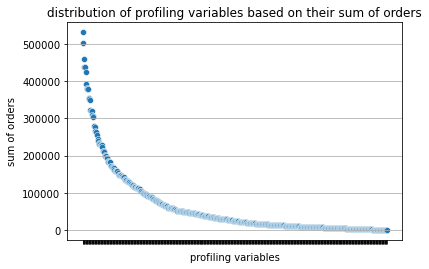 distribution of profiling variables based on their sum of orders
500000
400000
300000
200000
100000
0
sum of orders
profiling variables